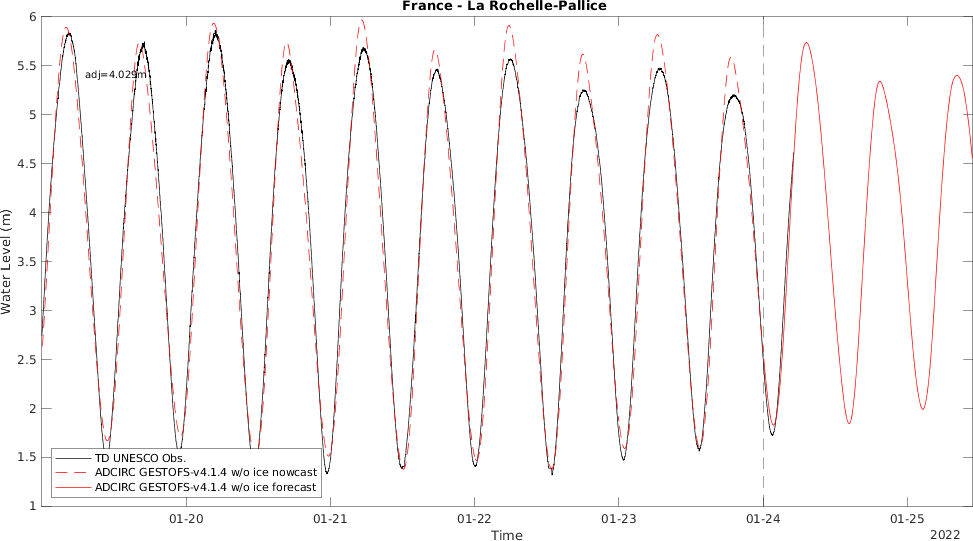 France - La Rochelle-Pallice
6
5.5
5
4.5
4
3.5
3
2.5
2
1.5
1
Water Level (m)
adj=4.029m
TD UNESCO Obs.
ADCIRC GESTOFS-v4.1.4 w/o ice nowcast
ADCIRC GESTOFS-v4.1.4 w/o ice forecast
01-20
01-21
01-22
01-23
01-24
01-25
Time
2022